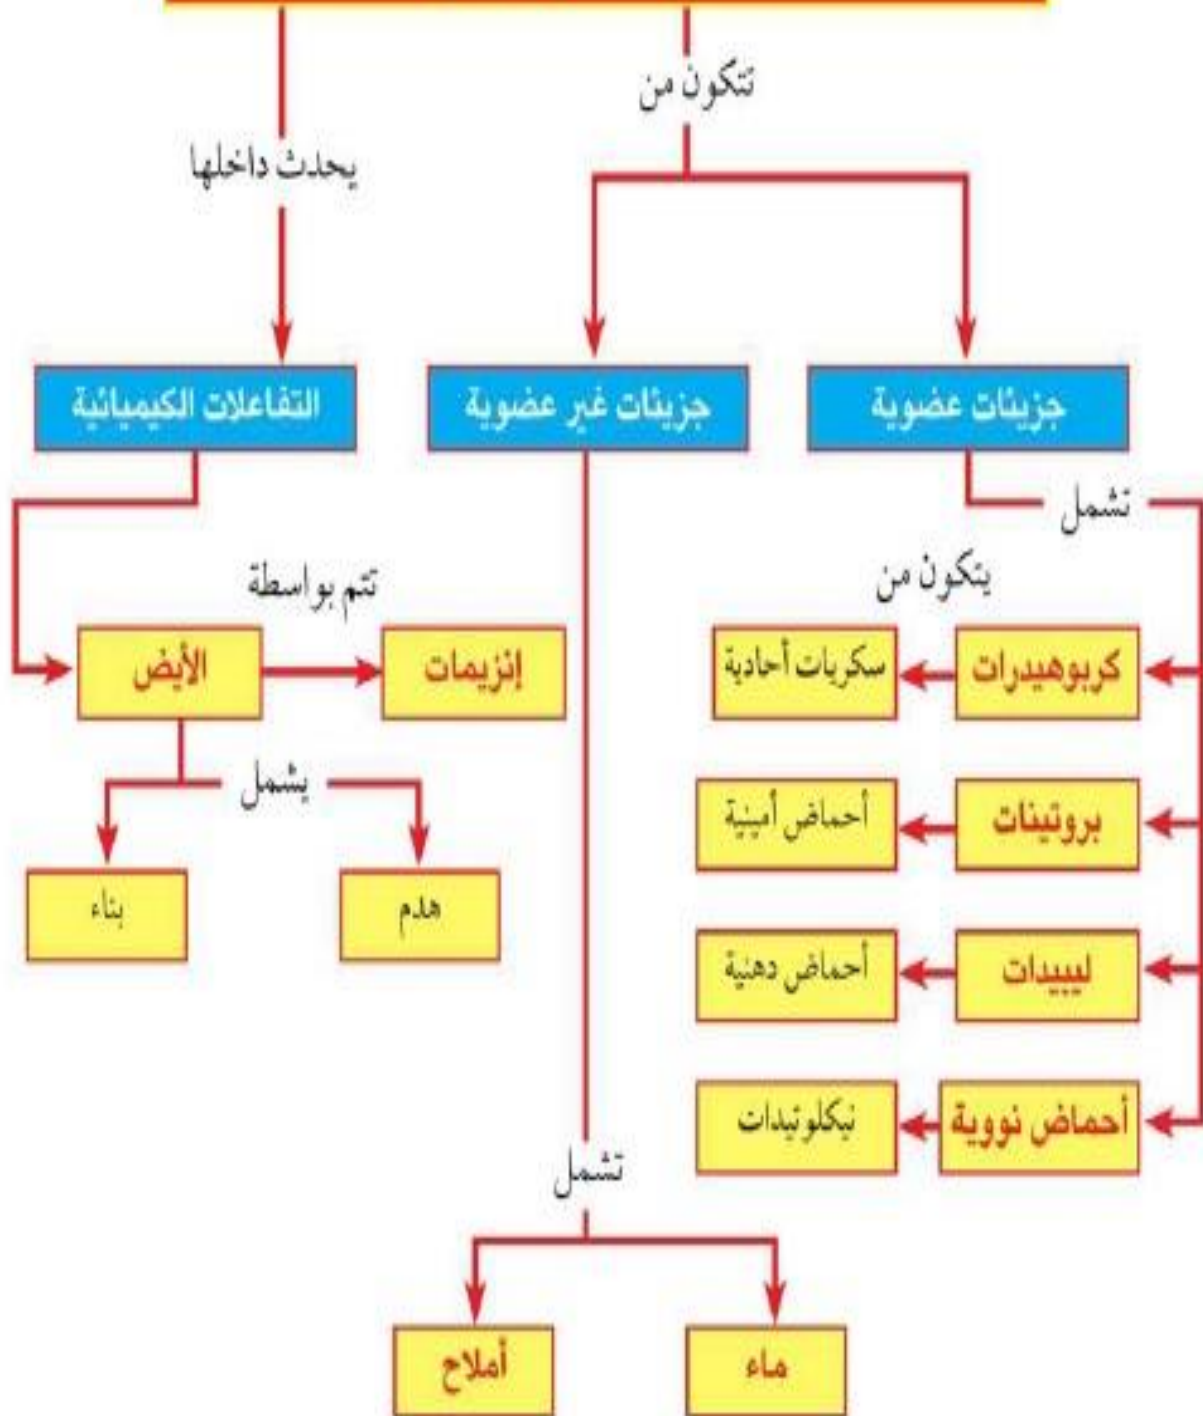 تتكون من
يحدث داخلها
جزيئات عضوية
جزيئات غير عضوية
التفاعلات الكيميائية
تشمل
يتكون من
تتم بواسطة
كربوهيدرات
سكريات أحادية
إنزيمات
الأيض
يشمل
بروتينات
أحماض أمينية
هدم
بناء
ليبيدات
أحماض دهنية
أحماض نووية
نيكلوتيدات
تشمل
ماء
أملاح